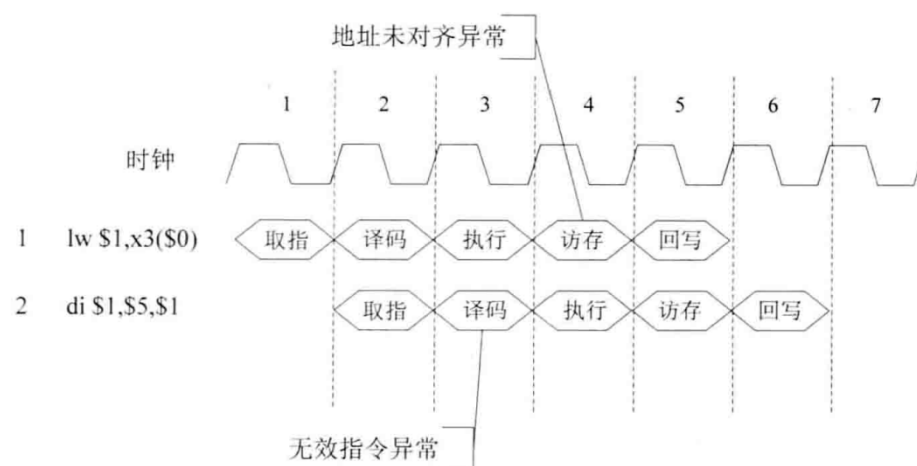 地址未对齐异常
1 2 3 4 5 6 7
时钟
1 lw $1,x3($0) 取指 译码 执行 访存 回写
2 di $1,$5,$1 取指 译码 执行 访存 回写
无效指令异常